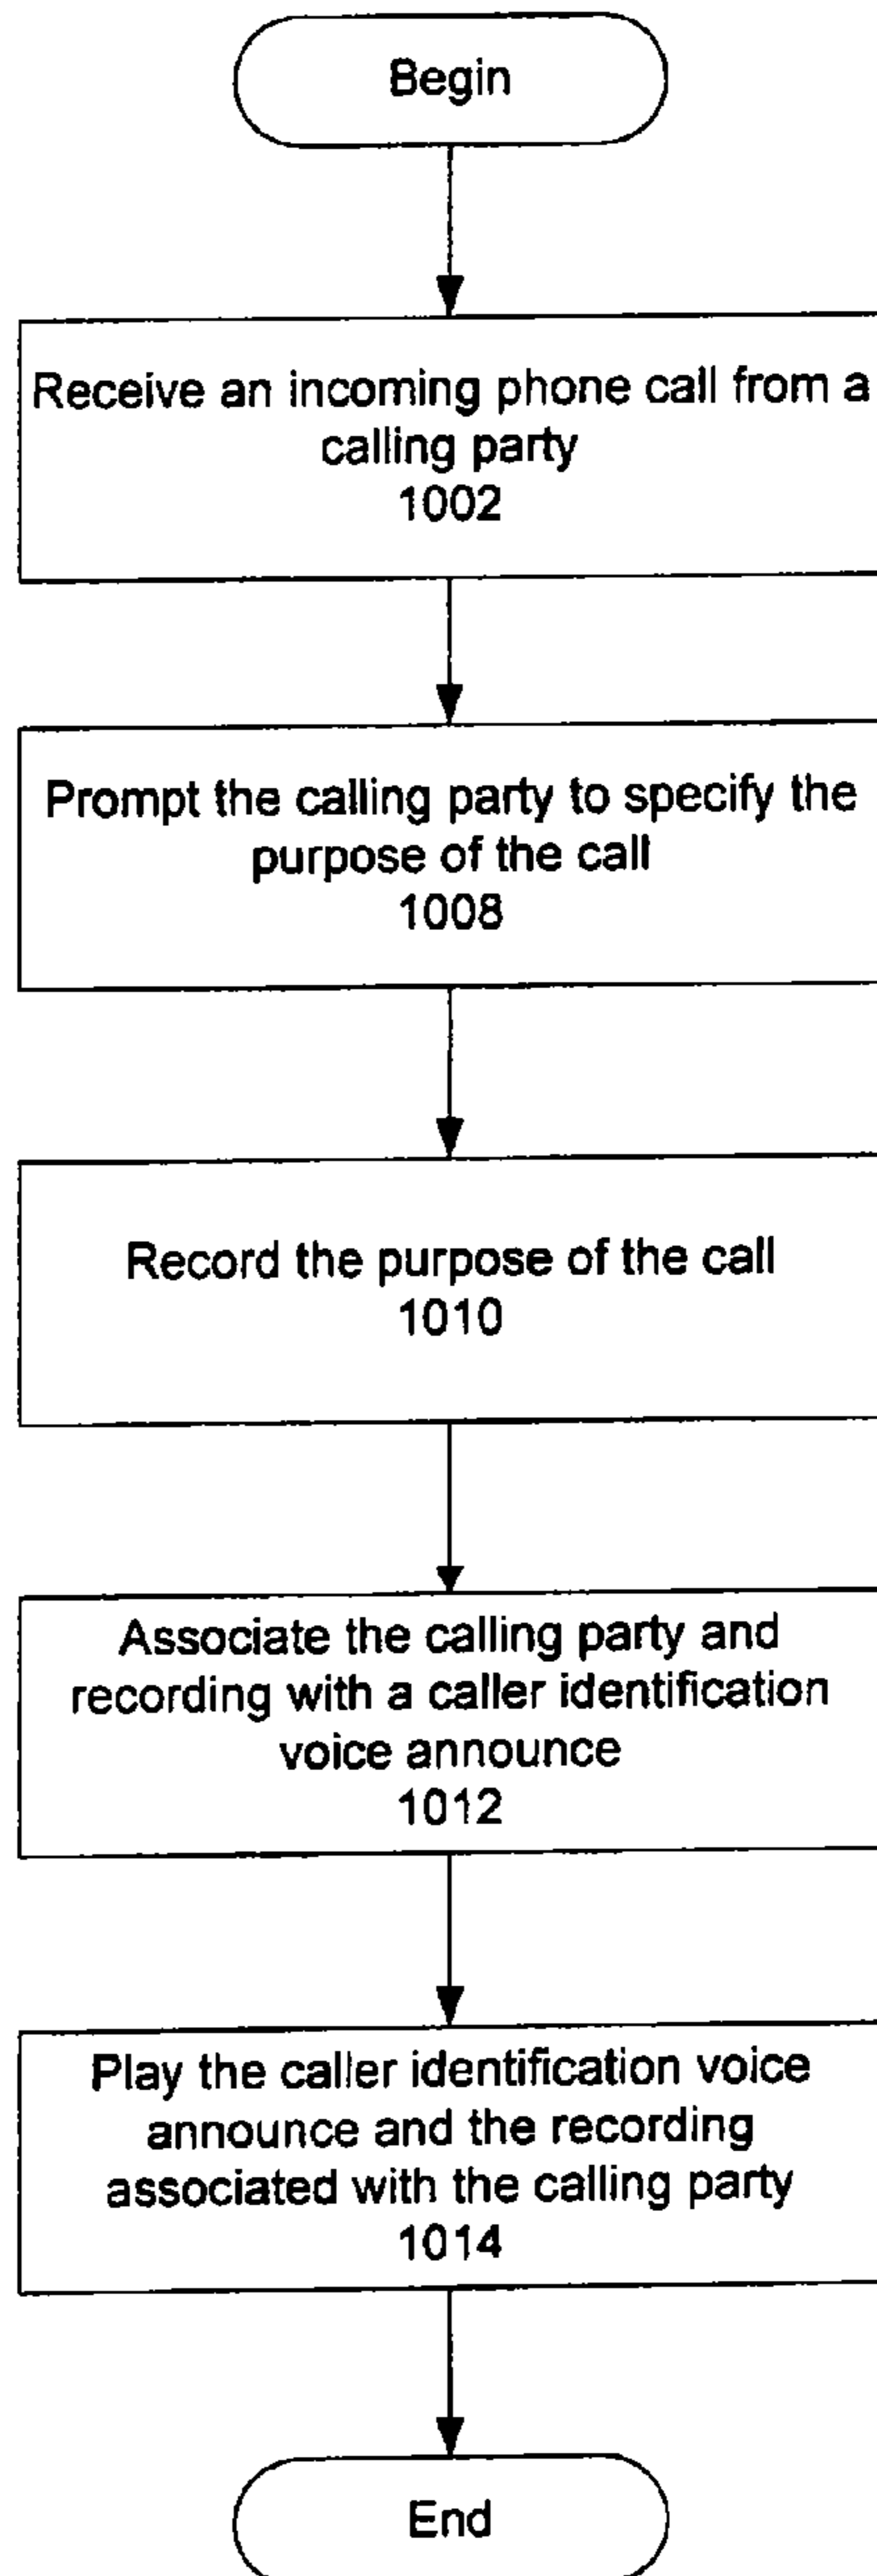 Begin
Receive an incoming phone call from a
calling party
1002
Prompt the calling party to specify the
purpose of the call
1008
Record the purpose of the call
1010
Associate the calling party and
recording with a caller identification
voice announce
1012
Play the caller identification voice
announce and the recording
associated with the calling party
1014
End